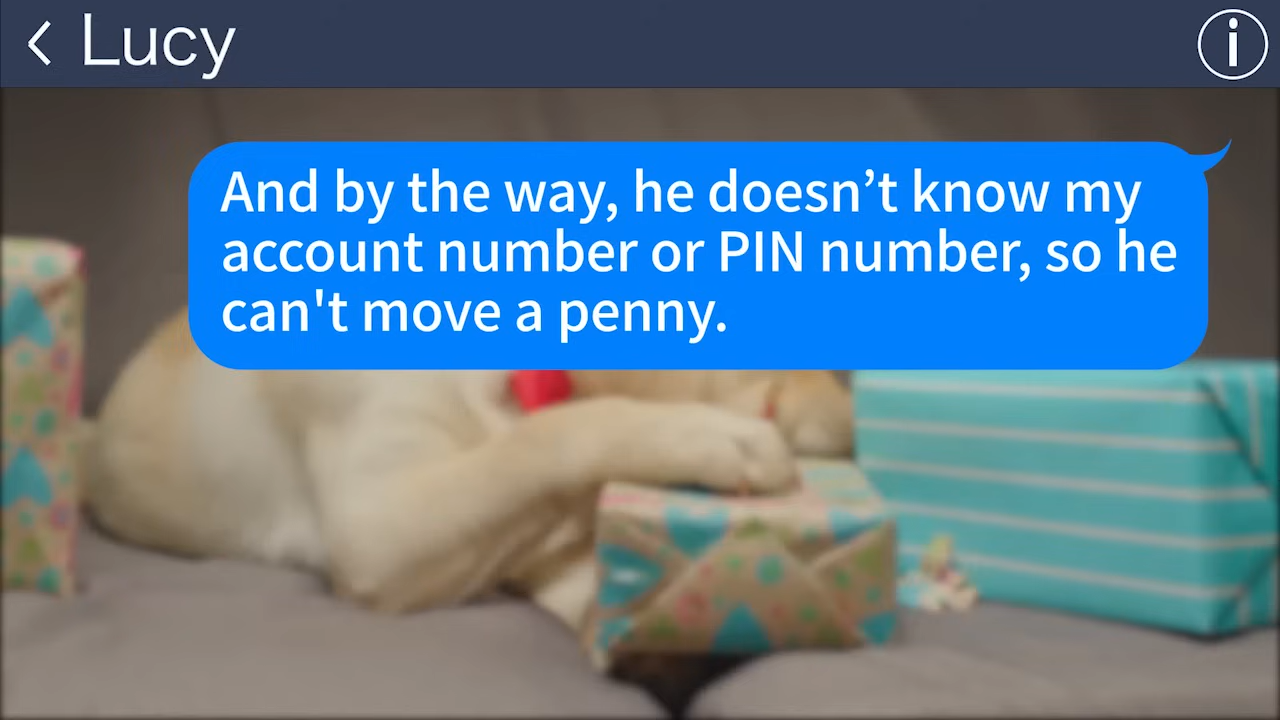 Lucy
And by the way, he doesn’t know my
account number or PIN number, so he
can't move a penny.